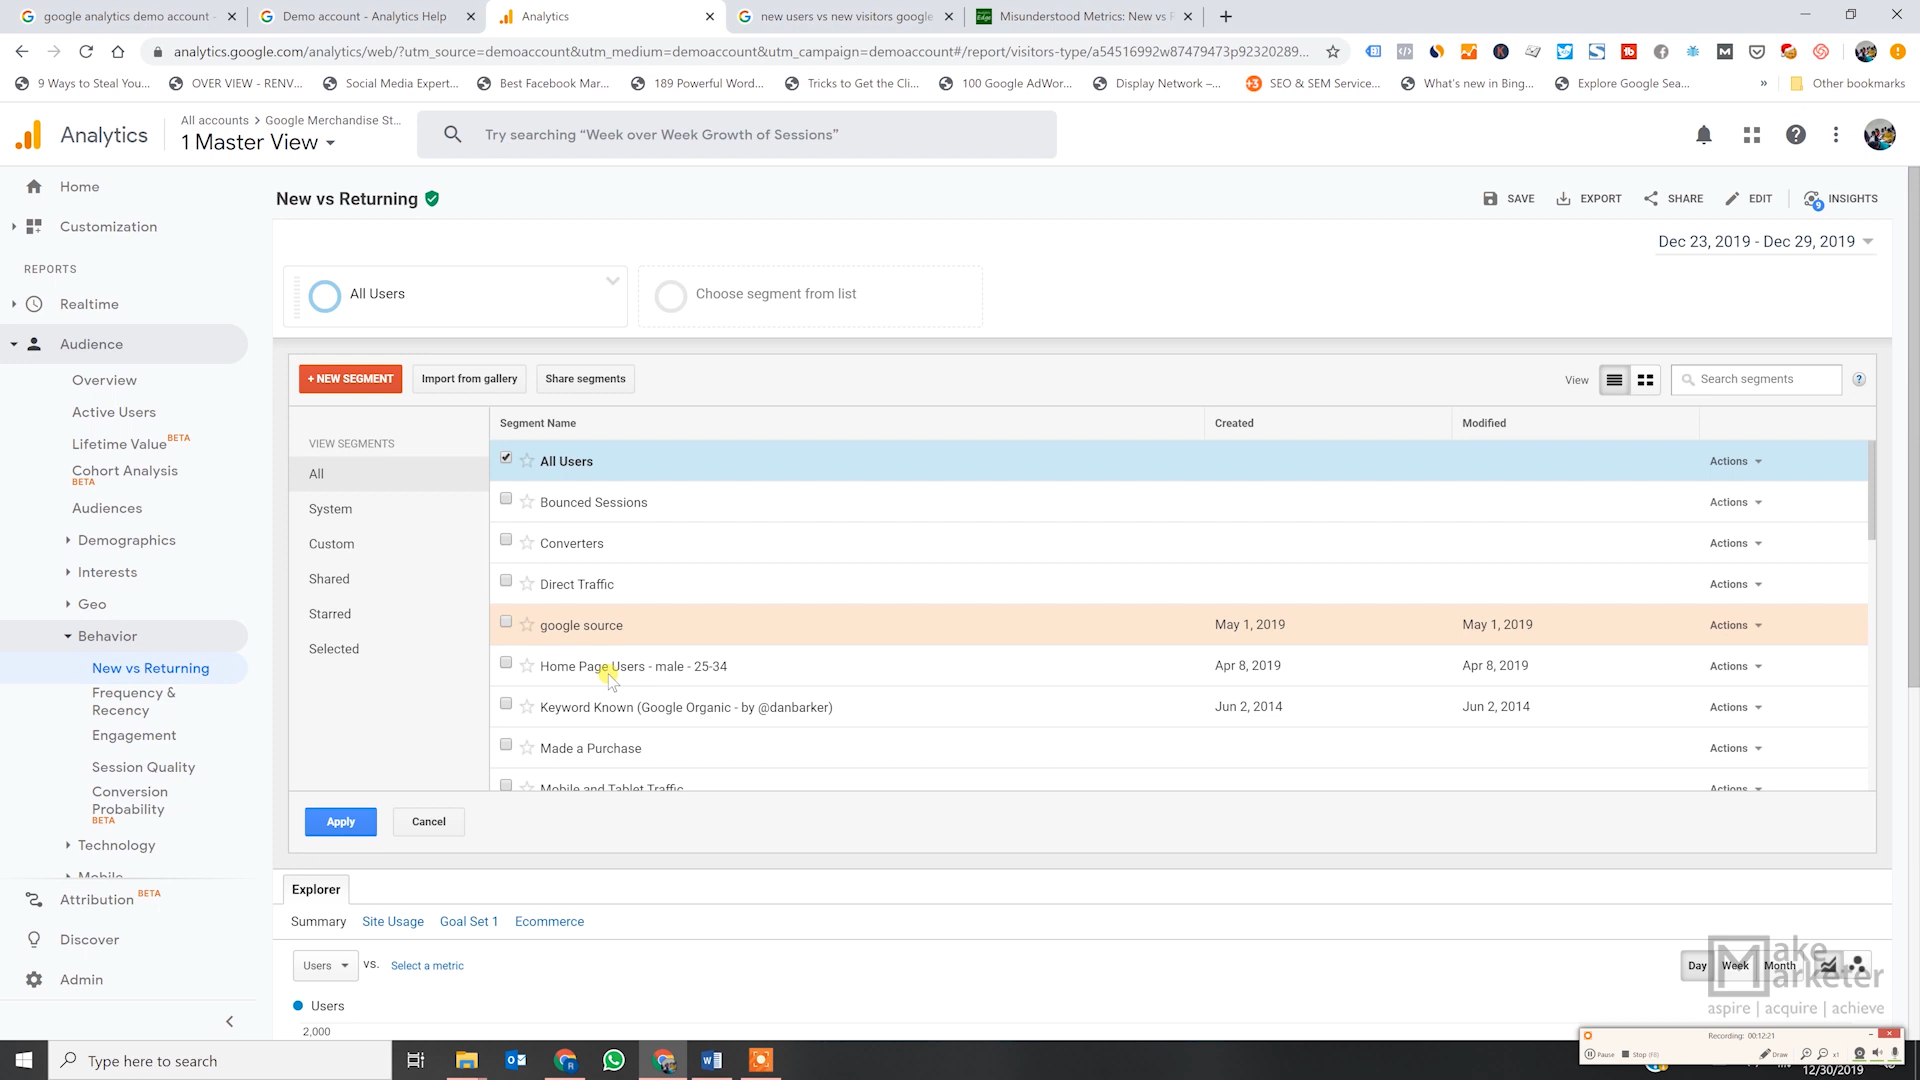 google analytics demo account -
Demo account - Analytics Help
Analytics
new users vs new visitors google
Misunderstood Metrics: New vs R
analytics.google.com/analytics/web/?utm_source=demoaccount&utm_medium=demoaccount&utm_campaign=demoaccount#/report/visitors-type/a54516992w87479473p92320289...
9 Ways to Steal You...
OVER VIEW - RENV...
Social Media Expert...
Best Facebook Mar...
189 Powerful Word...
Tricks to Get the Cli...
100 Google AdWor...
Display Network –...
SEO & SEM Service...
What's new in Bing...
Explore Google Sea...
»
Other bookmarks
Analytics
All accounts > Google Merchandise St...
1 Master View
Try searching “Week over Week Growth of Sessions”
Home
Customization
REPORTS
Realtime
Audience
Overview
Active Users
Lifetime Value BETA
Cohort Analysis
BETA
Audiences
Demographics
Interests
Geo
Behavior
New vs Returning
Frequency &
Recency
Engagement
Session Quality
Conversion
Probability
BETA
Technology
Mobile
Attribution BETA
Discover
Admin
New vs Returning
SAVE
EXPORT
SHARE
EDIT
9
INSIGHTS
Dec 23, 2019 - Dec 29, 2019
All Users
Choose segment from list
+ NEW SEGMENT
Import from gallery
Share segments
View
Search segments
?
VIEW SEGMENTS
All
System
Custom
Shared
Starred
Selected
Segment Name
Created
Modified
All Users
Actions
Bounced Sessions
Actions
Converters
Actions
Direct Traffic
Actions
google source
May 1, 2019
May 1, 2019
Actions
Home Page Users - male - 25-34
Apr 8, 2019
Apr 8, 2019
Actions
Keyword Known (Google Organic - by @danbarker)
Jun 2, 2014
Jun 2, 2014
Actions
Made a Purchase
Actions
Mobile and Tablet Traffic
Actions
Apply
Cancel
Explorer
Summary
Site Usage
Goal Set 1
Ecommerce
Users
VS.
Select a metric
Day
Week
Month
Users
2,000
Make
Marketer
aspire | acquire | achieve
Recording: 00:12:21
Pause
Stop (F8)
Draw
x1
Type here to search
12/30/2019